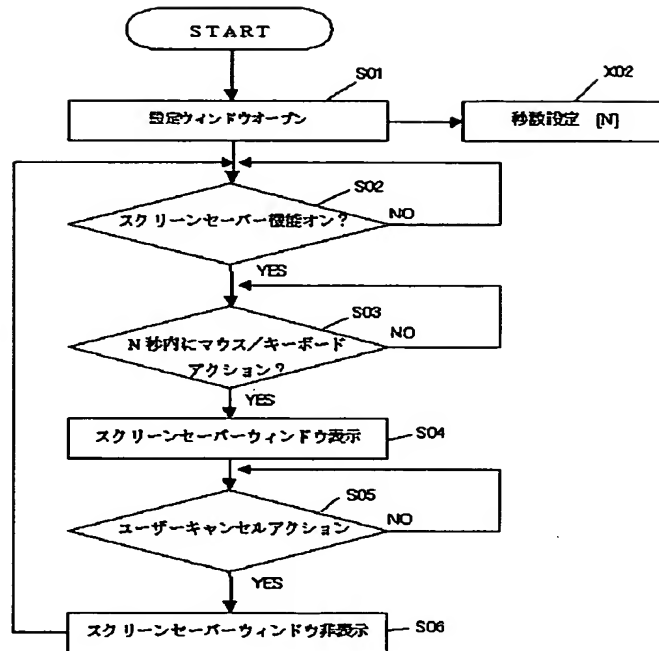 START
S01
X02
設定ウィンドウオープン
秒数設定 [N]
S02
スクリーンセーバー機能オン?
NO
YES
S03
N秒内にマウス/キーボード
アクション?
NO
YES
スクリーンセーバーウィンドウ表示
S04
S05
ユーザーキャンセルアクション
NO
YES
スクリーンセーバーウィンドウ非表示
S06